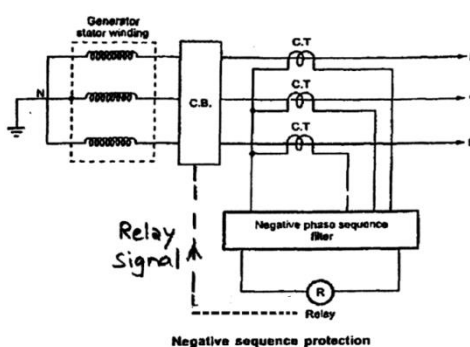 Generator
stator winding
C.T
N
C.B.
C.T
C.T
Relay
signal
Negative phase sequence
filter
R
Relay
Negative sequence protection